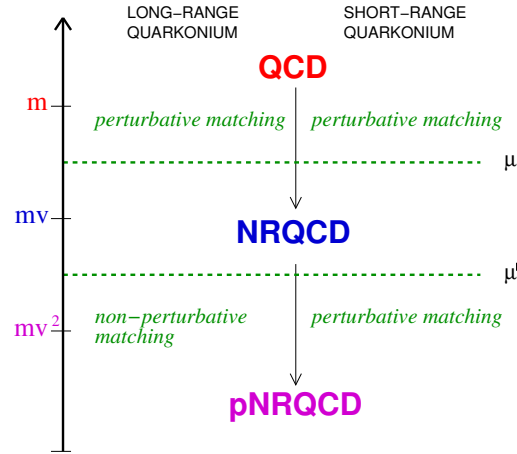 LONG−RANGE
QUARKONIUM
SHORT−RANGE
QUARKONIUM
QCD
m
perturbative matching
perturbative matching
μ
mv
NRQCD
μ'
non−perturbative
matching
perturbative matching
mv²
pNRQCD